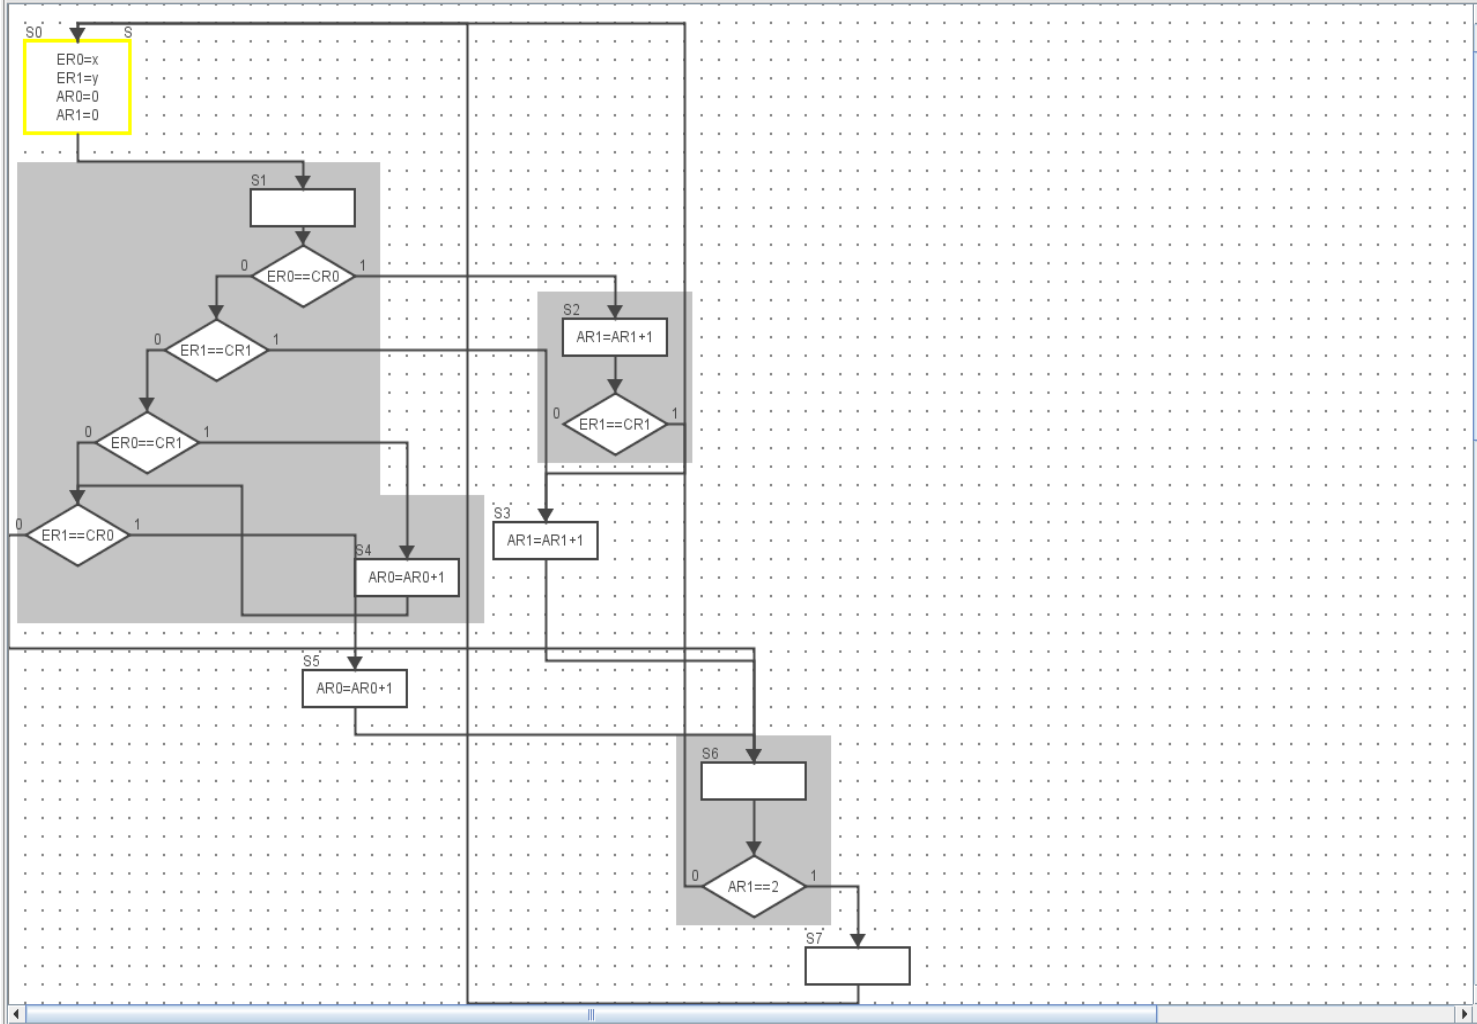 S0 S
ER0=x
ER1=y
AR0=0
AR1=0
S1
0 ER0==CR0 1
S2
AR1=AR1+1
0 ER1==CR1 1
0 ER1==CR1 1
0 ER0==CR1 1
S3
AR1=AR1+1
0 ER1==CR0 1
S4
AR0=AR0+1
S5
AR0=AR0+1
S6
0 AR1==2 1
S7